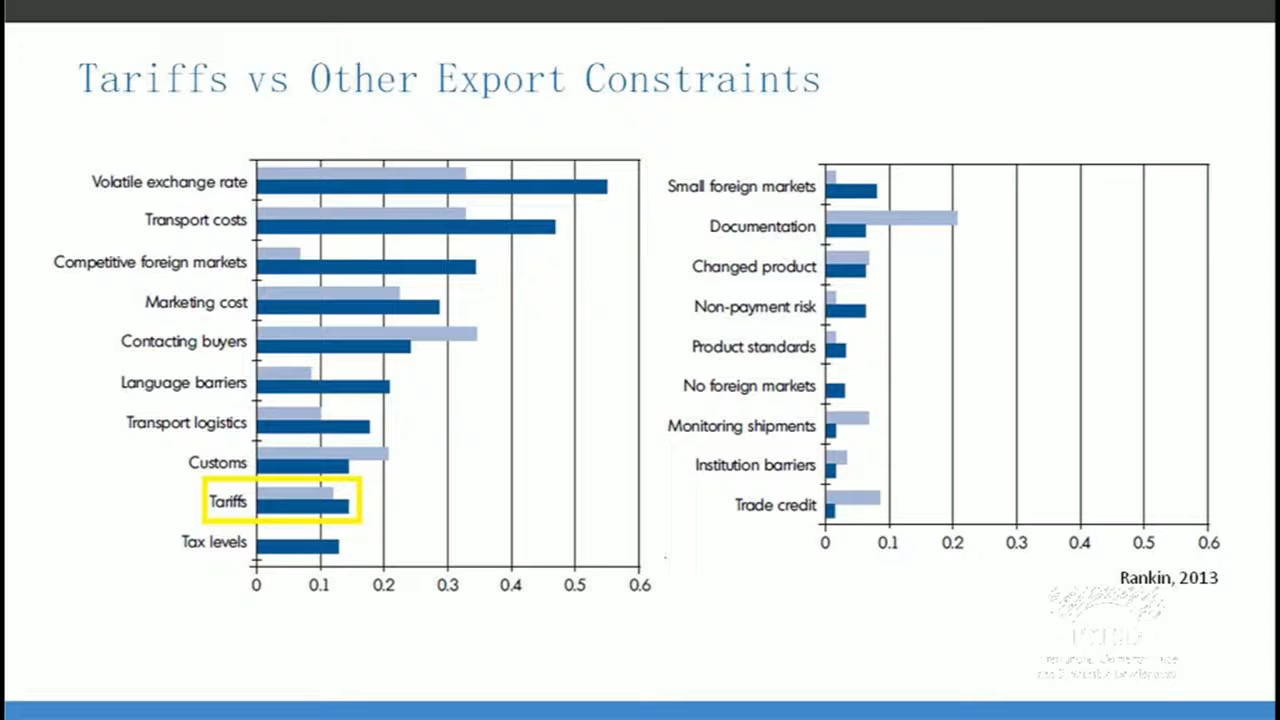 Tariffs vs Other Export Constraints
Volatile exchange rate
Transport costs
Competitive foreign markets
Marketing cost
Contacting buyers
Language barriers
Transport logistics
Customs
Tariffs
Tax levels
0 0.1 0.2 0.3 0.4 0.5 0.6
Small foreign markets
Documentation
Changed product
Non-payment risk
Product standards
No foreign markets
Monitoring shipments
Institution barriers
Trade credit
0 0.1 0.2 0.3 0.4 0.5 0.6
Rankin, 2013